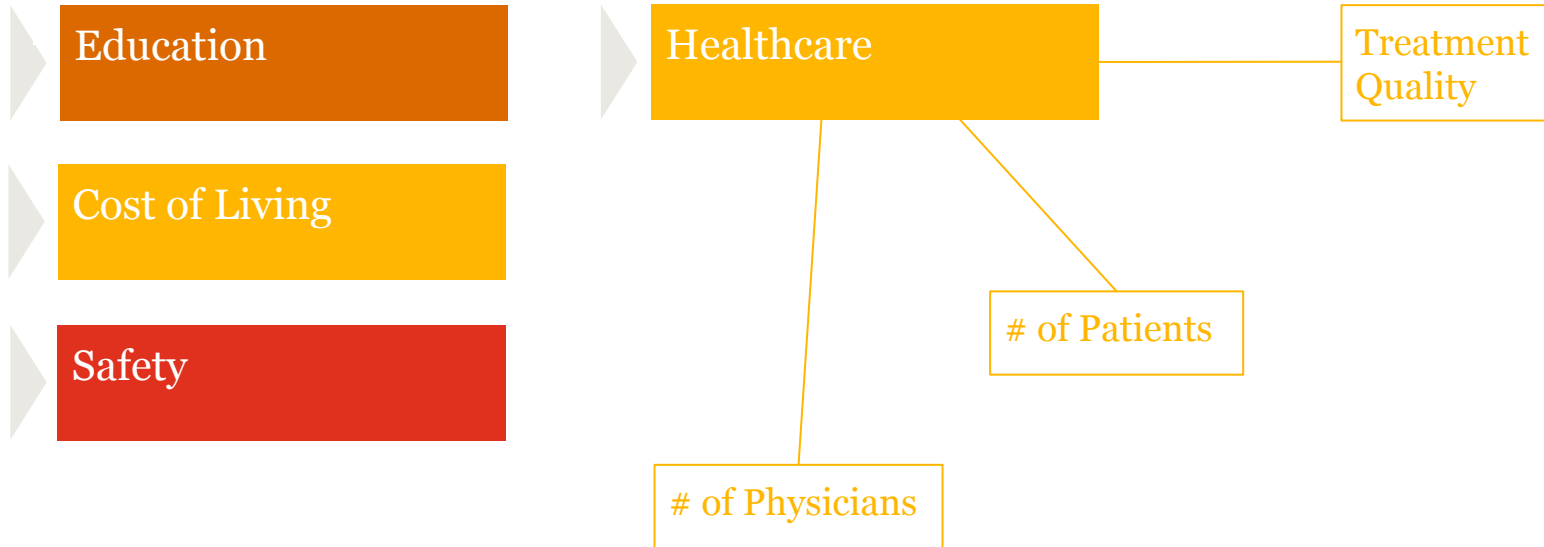 Education
Healthcare
Treatment
Quality
Cost of Living
# of Patients
Safety
# of Physicians